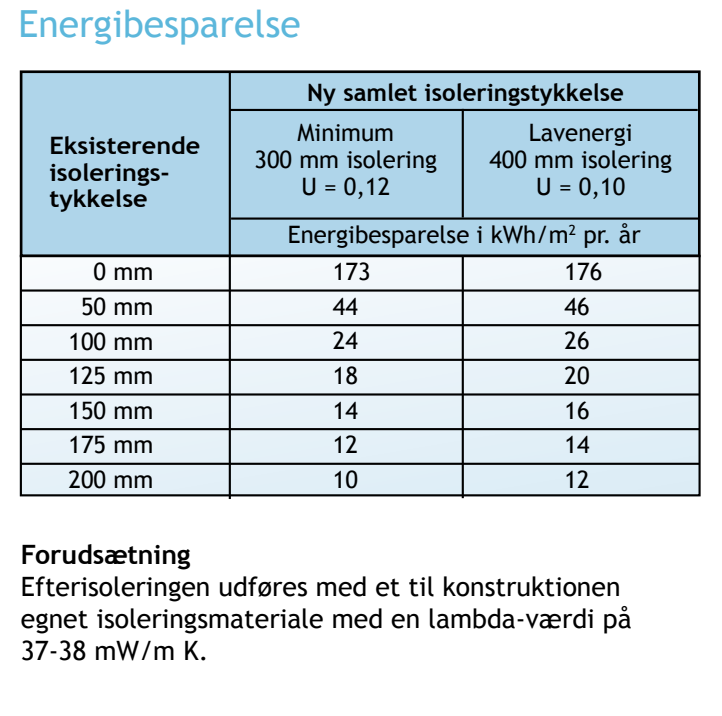 Energibesparelse
Eksisterende
isolerings-
tykkelse
Ny samlet isoleringstykkelse
Minimum
300 mm isolering
U = 0,12
Lavenergi
400 mm isolering
U = 0,10
Energibesparelse i kWh/m² pr. år
0 mm 173 176
50 mm 44 46
100 mm 24 26
125 mm 18 20
150 mm 14 16
175 mm 12 14
200 mm 10 12
Forudsætning
Efterisoleringen udføres med et til konstruktionen
egnet isoleringsmateriale med en lambda-værdi på
37-38 mW/m K.